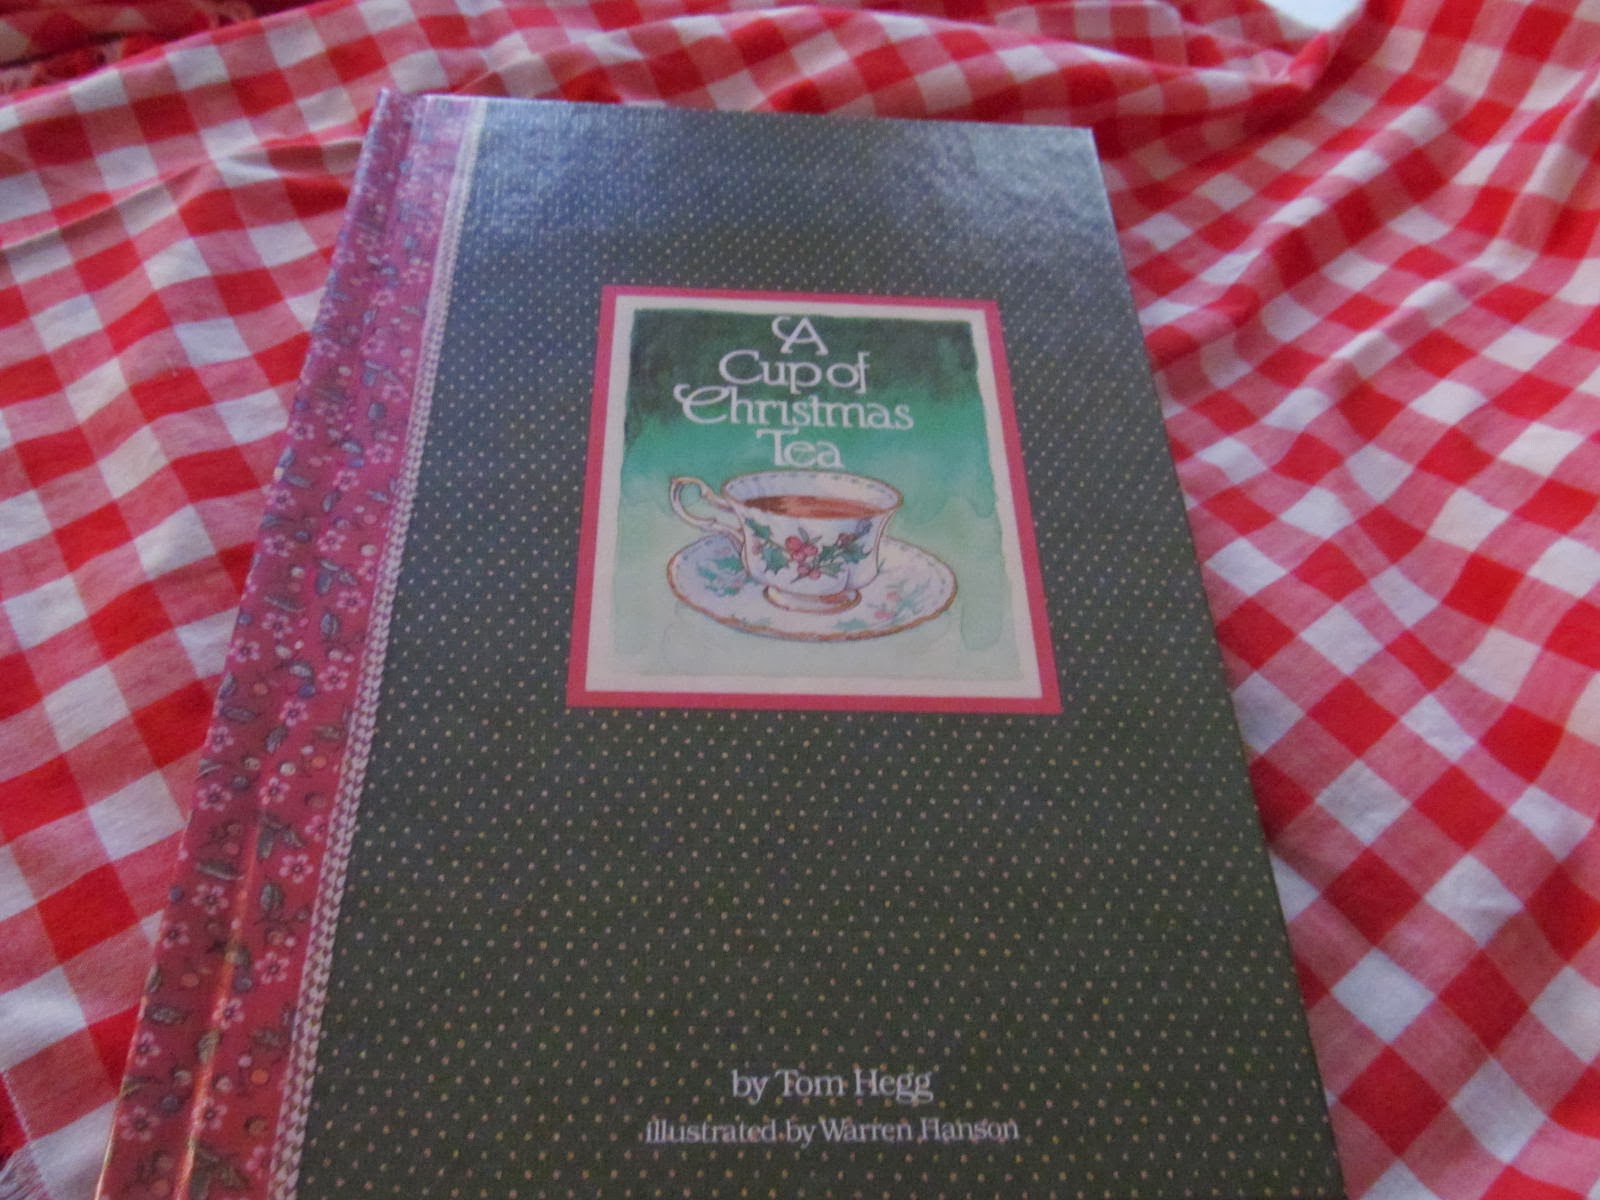 A
Cup of
Christmas
Tea
by Tom Hegg
illustrated by Warren Hanson